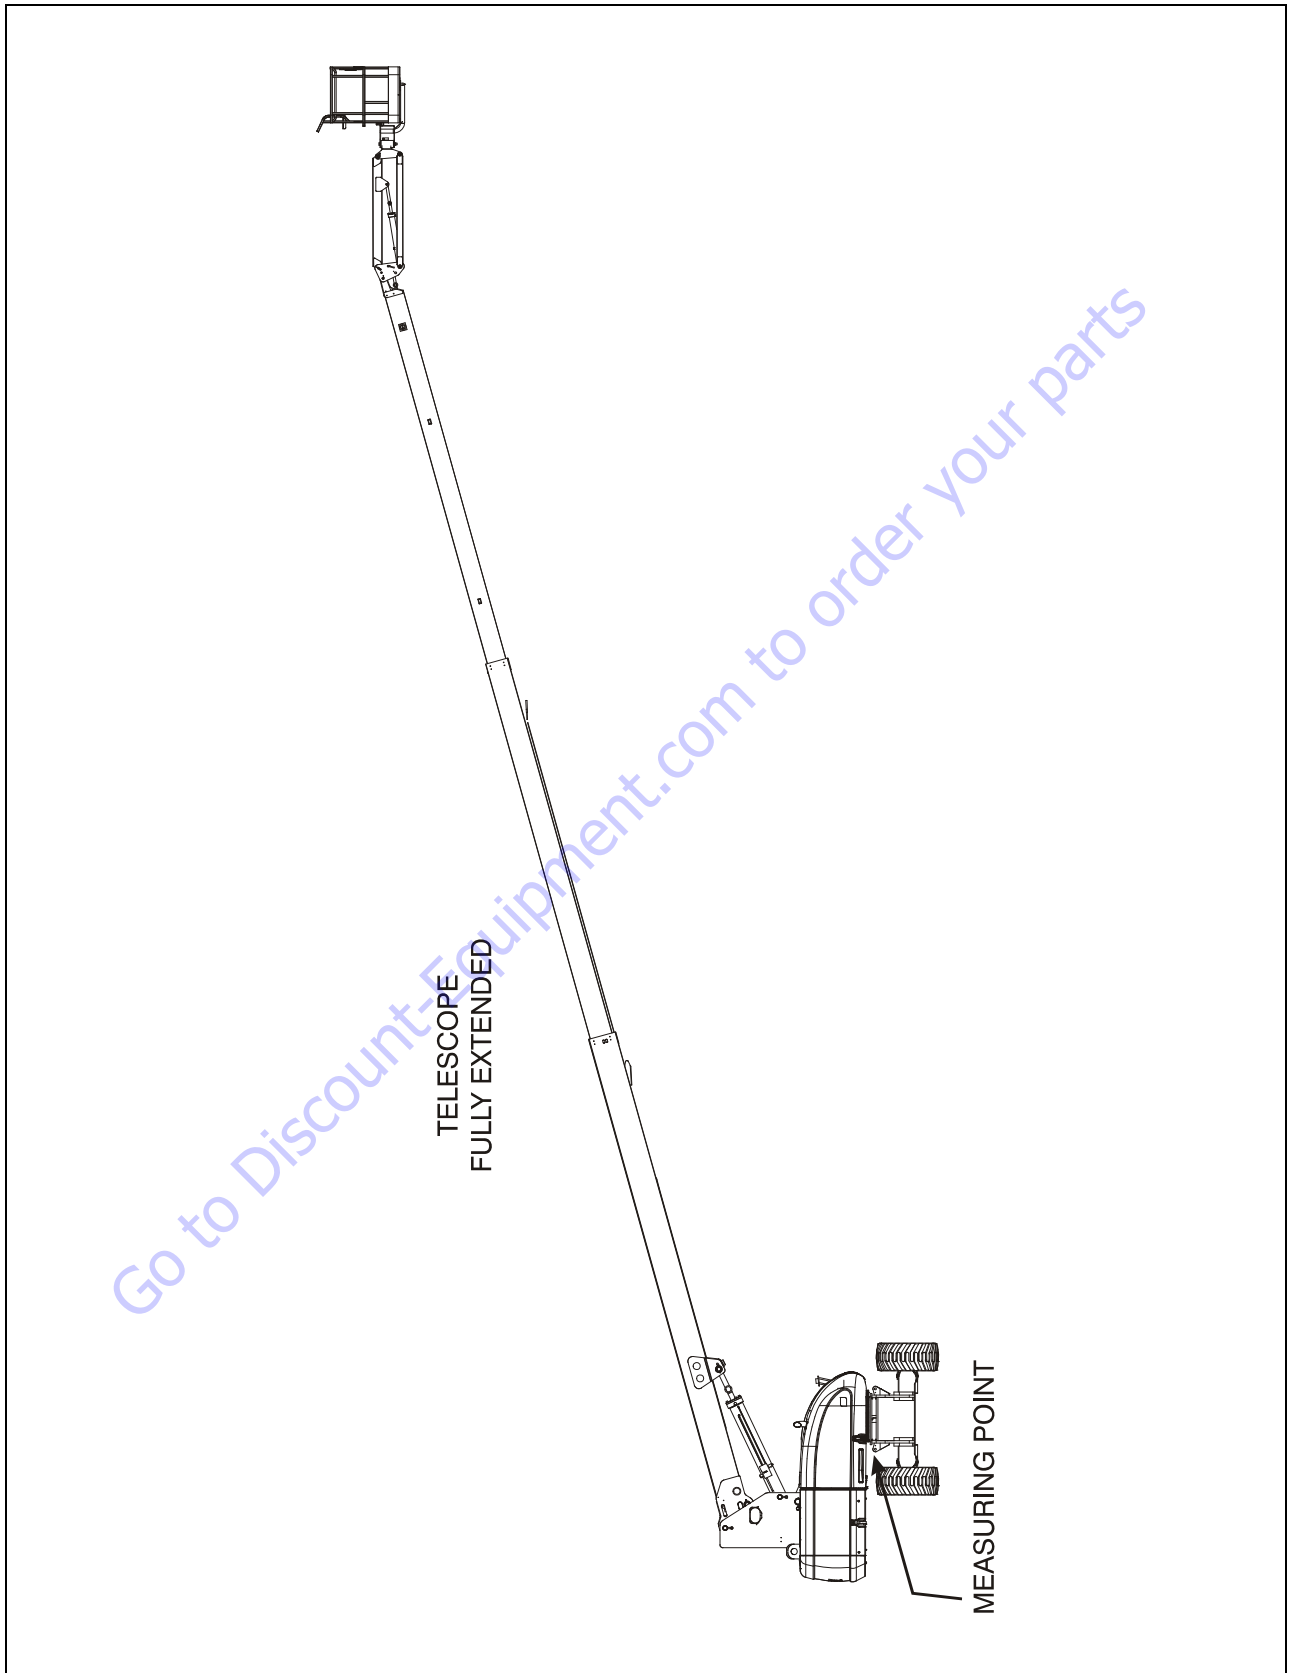 TELESCOPE
FULLY EXTENDED
MEASURING POINT
Go to Discount-Equipment.com to order your parts